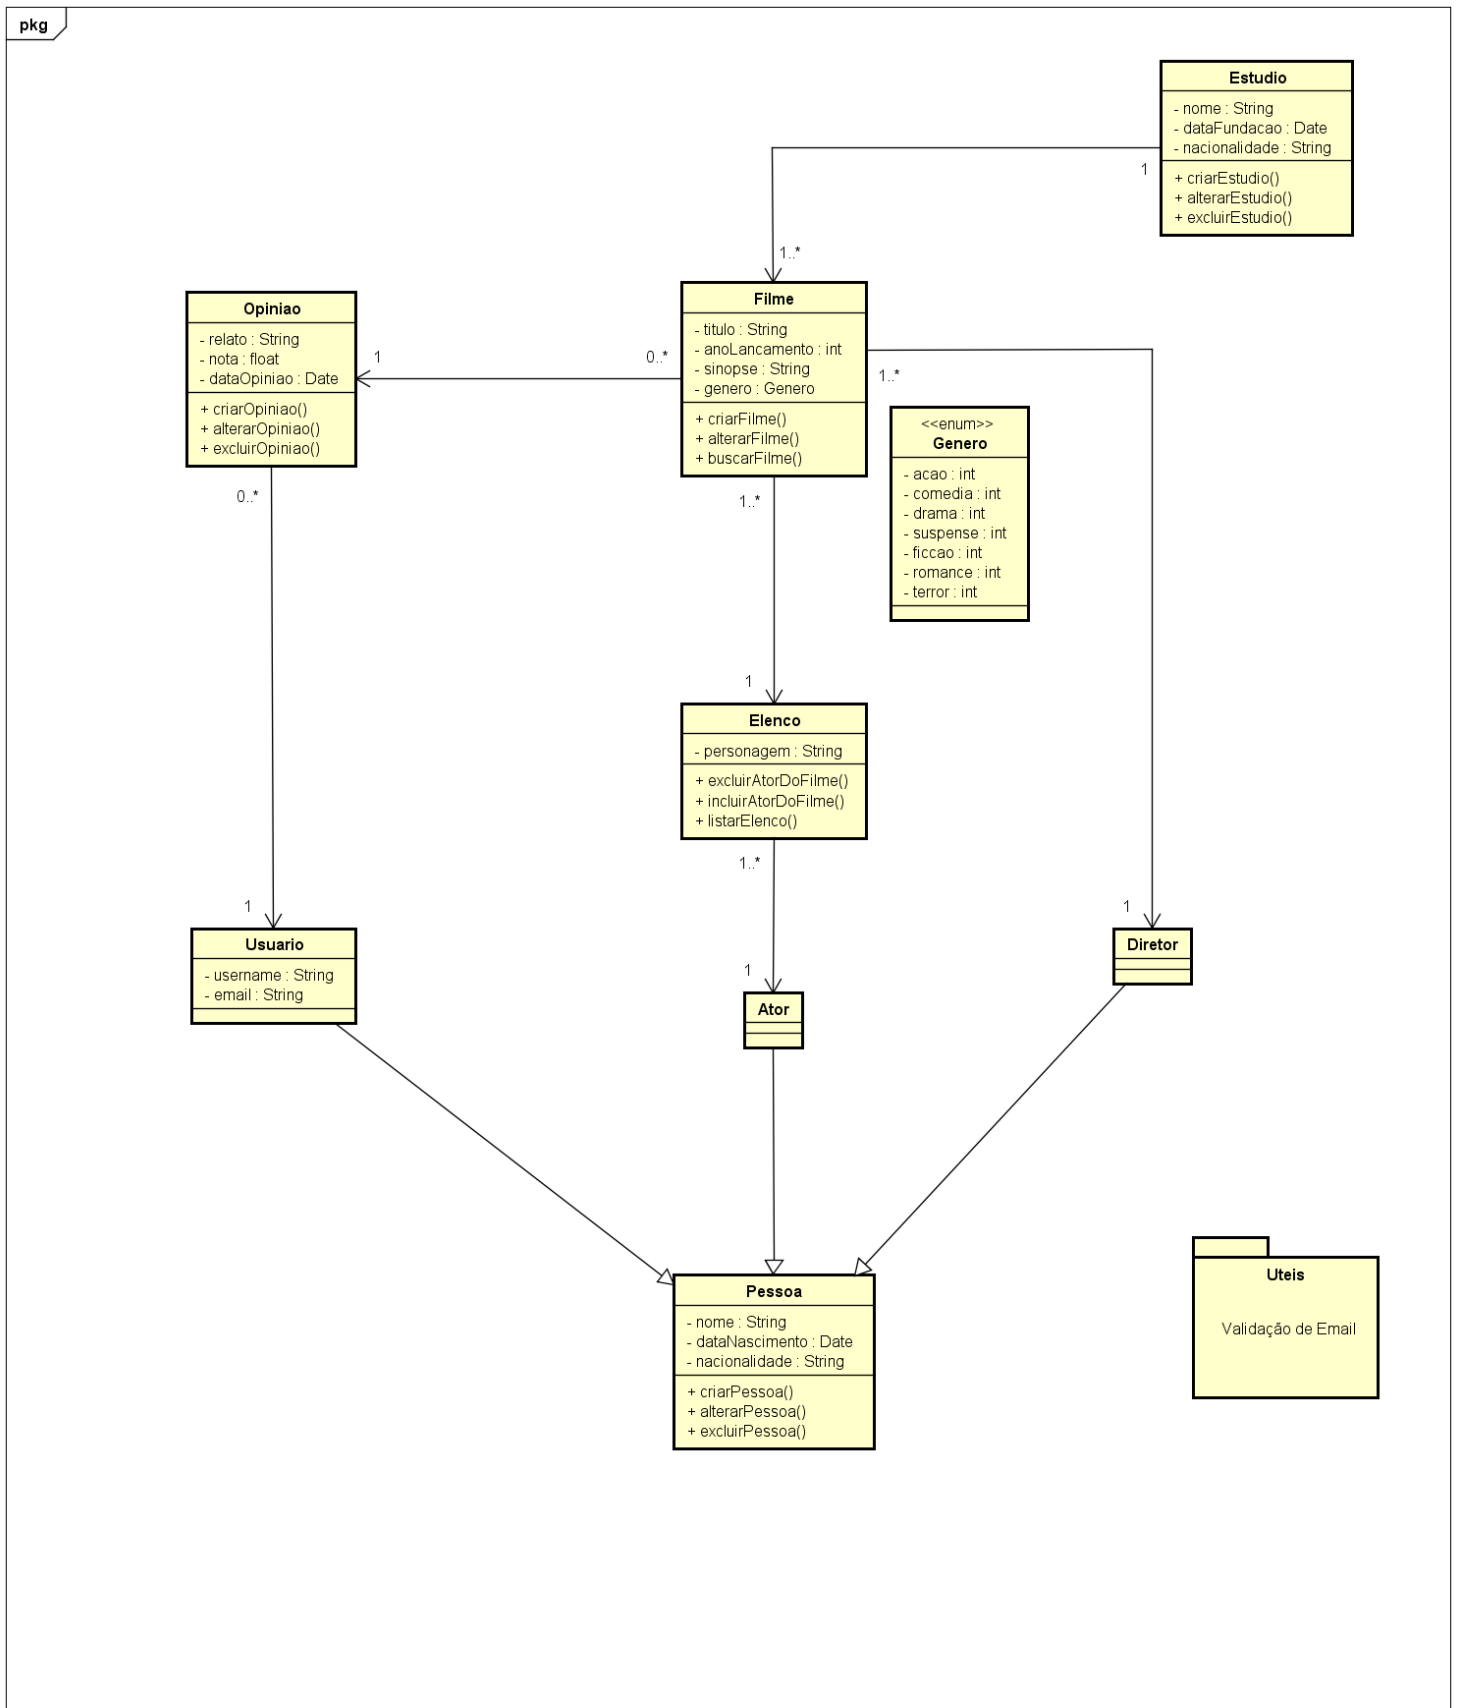 pkg
Estudio
- nome : String
- dataFundacao : Date
- nacionalidade : String
+ criarEstudio()
+ alterarEstudio()
+ excluirEstudio()
1
1..*
Opiniao
- relato : String
- nota : float
- dataOpiniao : Date
+ criarOpiniao()
+ alterarOpiniao()
+ excluirOpiniao()
1
0..*
Filme
- titulo : String
- anoLancamento : int
- sinopse : String
- genero : Genero
+ criarFilme()
+ alterarFilme()
+ buscarFilme()
1..*
<<enum>>
Genero
- acao : int
- comedia : int
- drama : int
- suspense : int
- ficcao : int
- romance : int
- terror : int
0..*
1..*
1
Elenco
- personagem : String
+ excluirAtorDoFilme()
+ incluirAtorDoFilme()
+ listarElenco()
1..*
1
Usuario
- username : String
- email : String
1
Ator
1
Diretor
Pessoa
- nome : String
- dataNascimento : Date
- nacionalidade : String
+ criarPessoa()
+ alterarPessoa()
+ excluirPessoa()
Uteis
Validação de Email